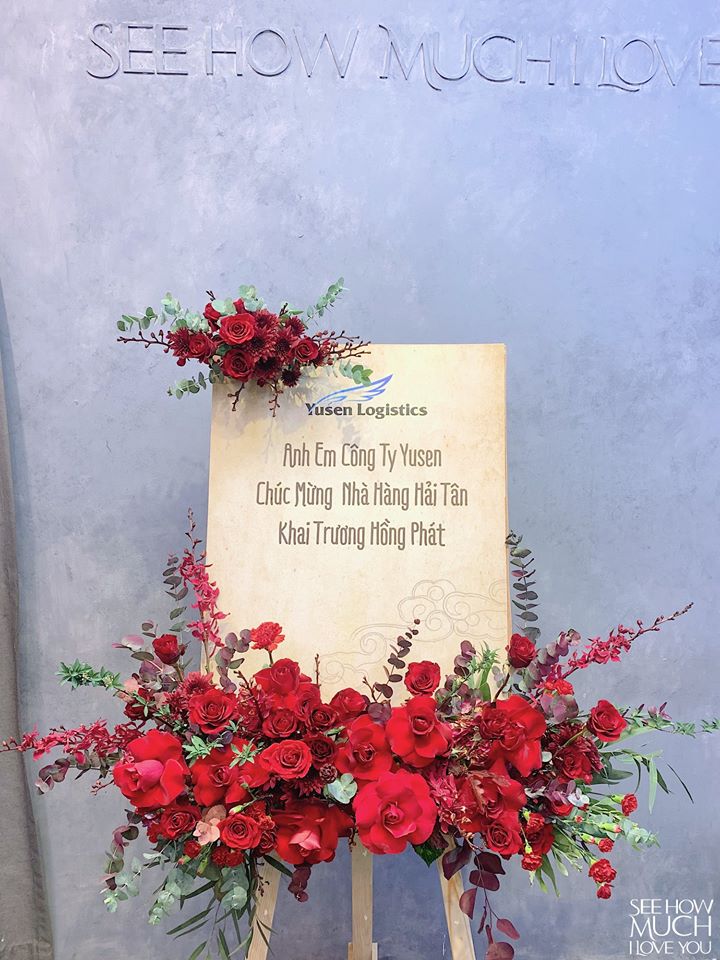 SEE HOW MUCH I LOVE
Yusen Logistics
Anh Em Công Ty Yusen
Chúc Mừng Nhà Hàng Hải Tân
Khai Trương Hồng Phát
SEE HOW
MUCH
I LOVE YOU